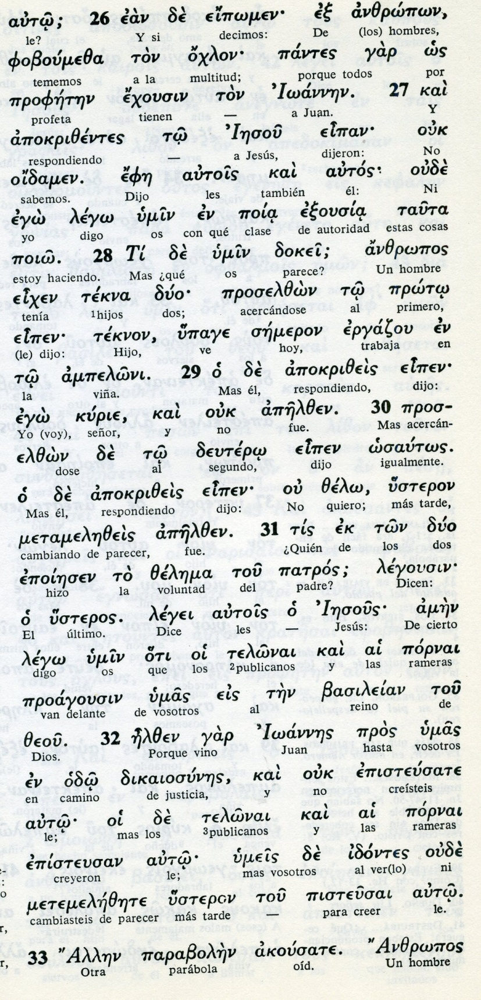 αὐτῷ; 26 ἐὰν δὲ εἴπωμεν· ἐξ ἀνθρώπων,
le? Y si decimos: De (los) hombres,
φοβούμεθα τὸν ὄχλον· πάντες γὰρ ὡς
tememos a la multitud; porque todos por
προφήτην ἔχουσιν τὸν Ἰωάννην. 27 καὶ
profeta tienen — a Juan. Y
ἀποκριθέντες τῷ Ἰησοῦ εἶπαν· οὐκ
respondiendo — a Jesús, dijeron: No
οἴδαμεν. ἔφη αὐτοῖς καὶ αὐτός· οὐδὲ
sabemos. Dijo les también él: Ni
ἐγὼ λέγω ὑμῖν ἐν ποίᾳ ἐξουσίᾳ ταῦτα
yo digo os con qué clase de autoridad estas cosas
ποιῶ. 28 Τί δὲ ὑμῖν δοκεῖ; ἄνθρωπος
estoy haciendo. Mas ¿qué os parece? Un hombre
εἶχεν τέκνα δύο· προσελθὼν τῷ πρώτῳ
tenía 1hijos dos; acercándose al primero,
εἶπεν· τέκνον, ὕπαγε σήμερον ἐργάζου ἐν
(le) dijo: Hijo, ve hoy, trabaja en
τῷ ἀμπελῶνι. 29 ὁ δὲ ἀποκριθεὶς εἶπεν·
la viña. Mas él, respondiendo, dijo:
ἐγὼ κύριε, καὶ οὐκ ἀπῆλθεν. 30 προσ-
Yo (voy), señor, y no fue. Mas acercán-
ελθὼν δὲ τῷ δευτέρῳ εἶπεν ὡσαύτως.
dose al segundo, dijo igualmente.
ὁ δὲ ἀποκριθεὶς εἶπεν· οὐ θέλω, ὕστερον
Mas él, respondiendo dijo: No quiero; más tarde,
μεταμεληθεὶς ἀπῆλθεν. 31 τίς ἐκ τῶν δύο
cambiando de parecer, fue. ¿Quién de los dos
ἐποίησεν τὸ θέλημα τοῦ πατρός; λέγουσιν·
hizo la voluntad del padre? Dicen:
ὁ ὕστερος. λέγει αὐτοῖς ὁ Ἰησοῦς· ἀμὴν
El último. Dice les — Jesús: De cierto
λέγω ὑμῖν ὅτι οἱ τελῶναι καὶ αἱ πόρναι
digo os que los 2publicanos y las rameras
προάγουσιν ὑμᾶς εἰς τὴν βασιλείαν τοῦ
van delante de vosotros al reino de
θεοῦ. 32 ἦλθεν γὰρ Ἰωάννης πρὸς ὑμᾶς
Dios. Porque vino Juan hasta vosotros
ἐν ὁδῷ δικαιοσύνης, καὶ οὐκ ἐπιστεύσατε
en camino de justicia, y no creísteis
αὐτῷ· οἱ δὲ τελῶναι καὶ αἱ πόρναι
le; mas los 3publicanos y las rameras
ἐπίστευσαν αὐτῷ· ὑμεῖς δὲ ἰδόντες οὐδὲ
creyeron le; mas vosotros al ver(lo) ni
μετεμελήθητε ὕστερον τοῦ πιστεῦσαι αὐτῷ.
cambiasteis de parecer más tarde — para creer le.
33 Ἄλλην παραβολὴν ἀκούσατε. Ἄνθρωπος
Otra parábola oíd. Un hombre